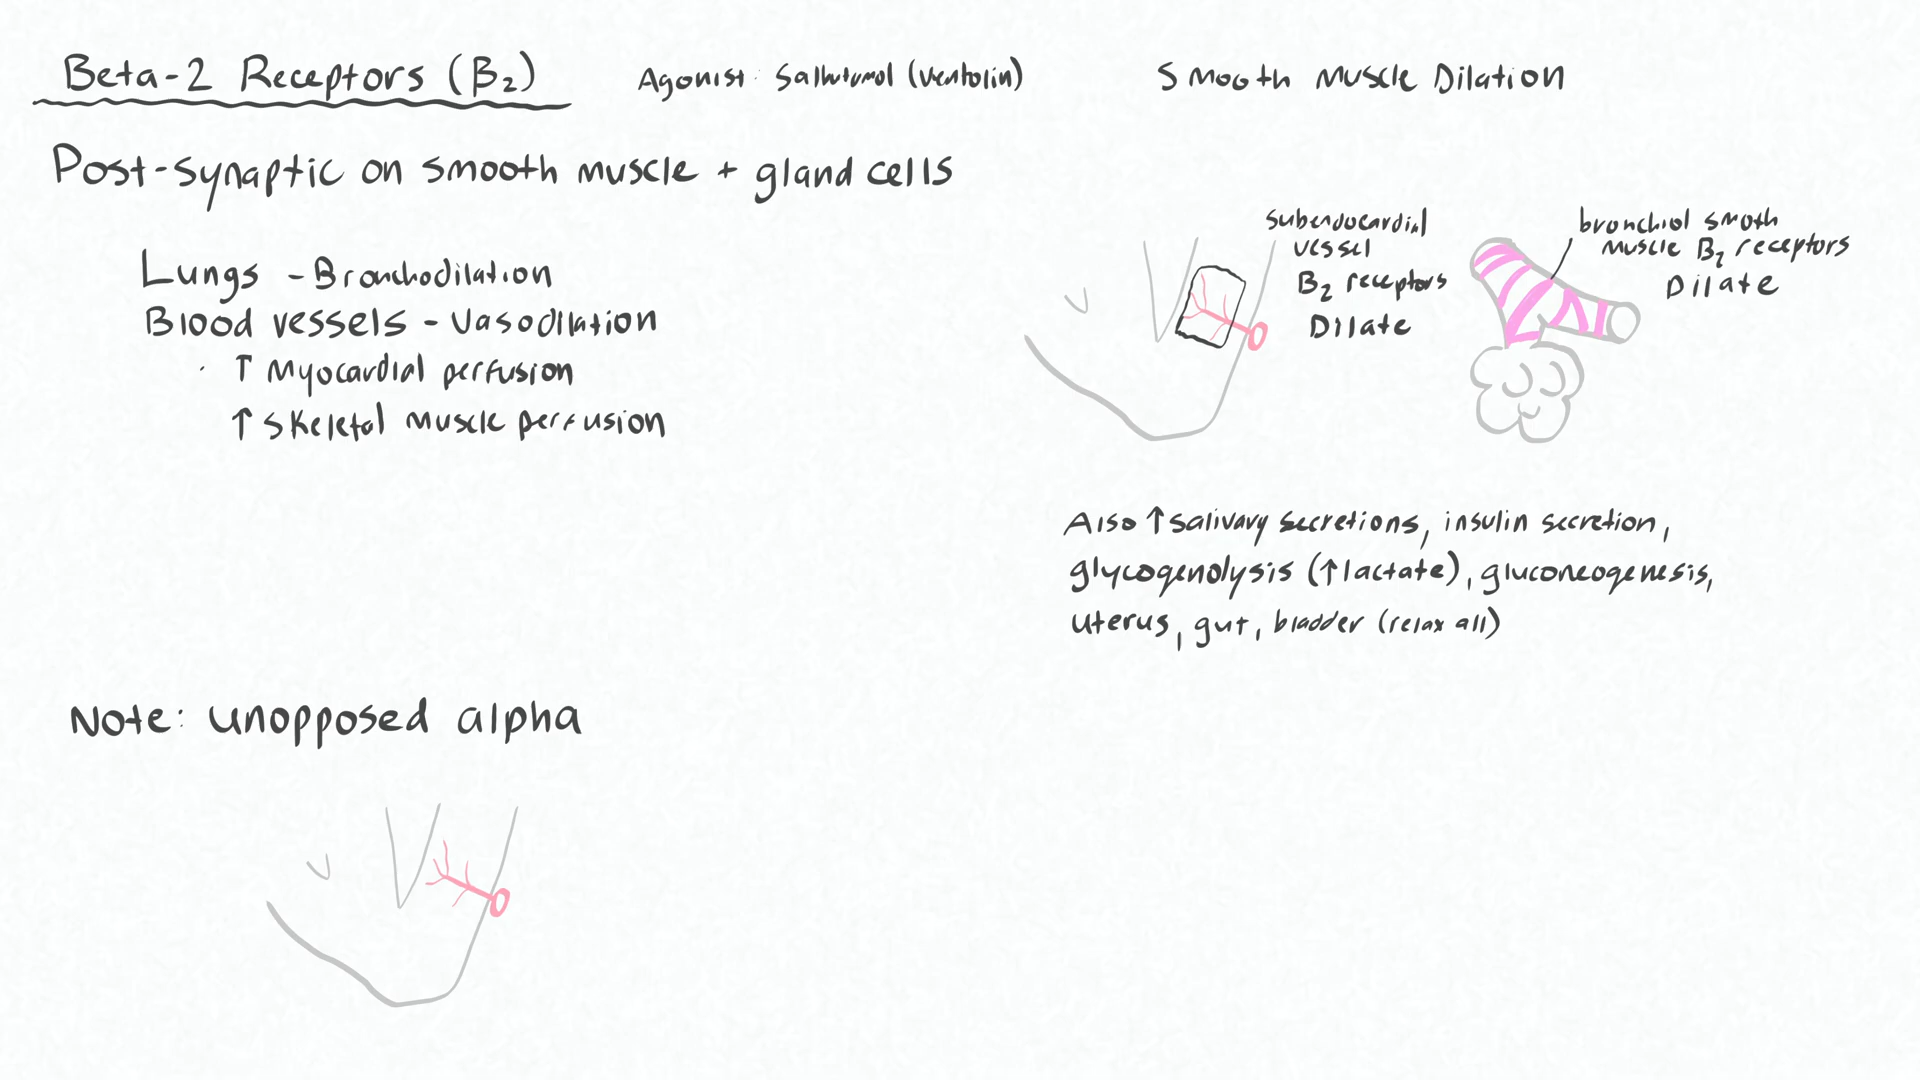 Beta-2 Receptors (B₂)
Agonist: Salbutamol (Ventolin)
Smooth Muscle Dilation
Post-synaptic on smooth muscle + gland cells
Lungs - Bronchodilation
Blood vessels - Vasodilation
↑ Myocardial perfusion
↑ Skeletal muscle perfusion
subendocardial
vessel
B₂ receptors
Dilate
bronchiol smoth
muscle B₂ receptors
Dilate
Also ↑ salivary secretions, insulin secretion,
glycogenolysis (↑ lactate), gluconeogenesis,
uterus, gut, bladder (relax all)
Note: unopposed alpha